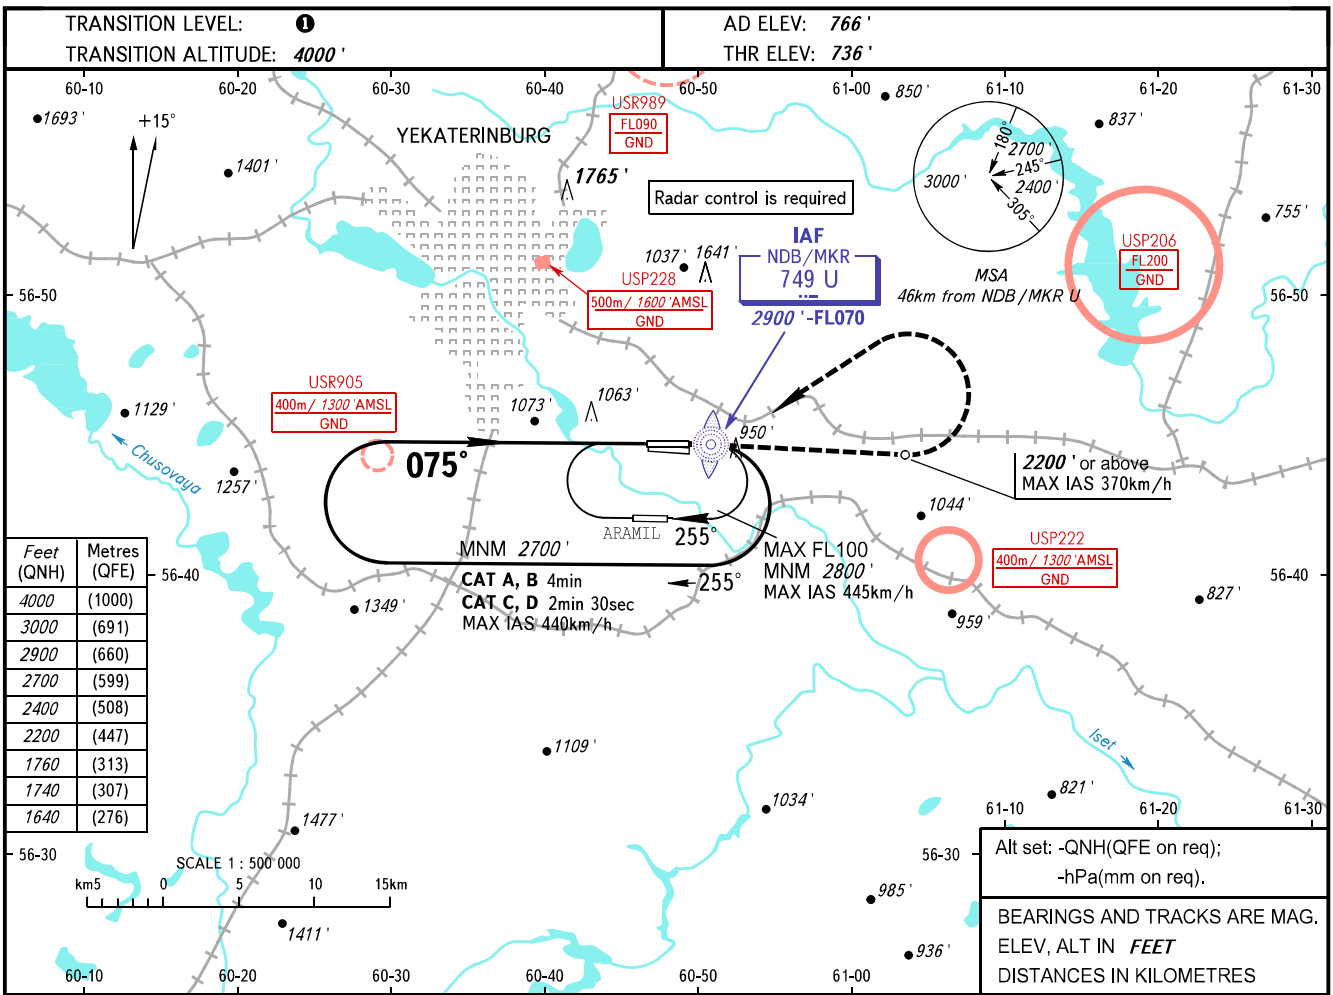 TRANSITION LEVEL: 1
TRANSITION ALTITUDE: 4000 '
AD ELEV: 766 '
THR ELEV: 736 '
60-10
60-20
60-30
60-40
60-50
61-00
61-10
61-20
61-30
1693 '
+15°
1401 '
YEKATERINBURG
USR989
FL090
GND
1765 '
850 '
837 '
180°
2700 '
245°
3000 '
2400 '
305°
MSA
46km from NDB/MKR U
755 '
Radar control is required
IAF
NDB/MKR
749 U
2900 '-FL070
1037 '
1641 '
USP228
500m/ 1600 'AMSL
GND
USP206
FL200
GND
56-50
56-50
USR905
400m/ 1300 'AMSL
GND
1129 '
1073 '
1063 '
950 '
Chusovaya
1257 '
075°
2200 ' or above
MAX IAS 370km/h
1044 '
ARAMIL
255°
MNM 2700 '
CAT A, B 4min
CAT C, D 2min 30sec
MAX IAS 440km/h
255°
MAX FL100
MNM 2800 '
MAX IAS 445km/h
USP222
400m/ 1300 'AMSL
GND
56-40
56-40
1349 '
959 '
827 '
Feet (QNH) Metres (QFE)
4000 (1000)
3000 (691)
2900 (660)
2700 (599)
2400 (508)
2200 (447)
1760 (313)
1740 (307)
1640 (276)
1109 '
Iset
1034 '
821 '
1477 '
61-10
61-20
61-30
56-30
56-30
SCALE 1 : 500 000
km5 0 5 10 15km
1411 '
985 '
936 '
Alt set: -QNH(QFE on req);
-hPa(mm on req).
BEARINGS AND TRACKS ARE MAG.
ELEV, ALT IN FEET
DISTANCES IN KILOMETRES
60-10
60-20
60-30
60-40
60-50
61-00